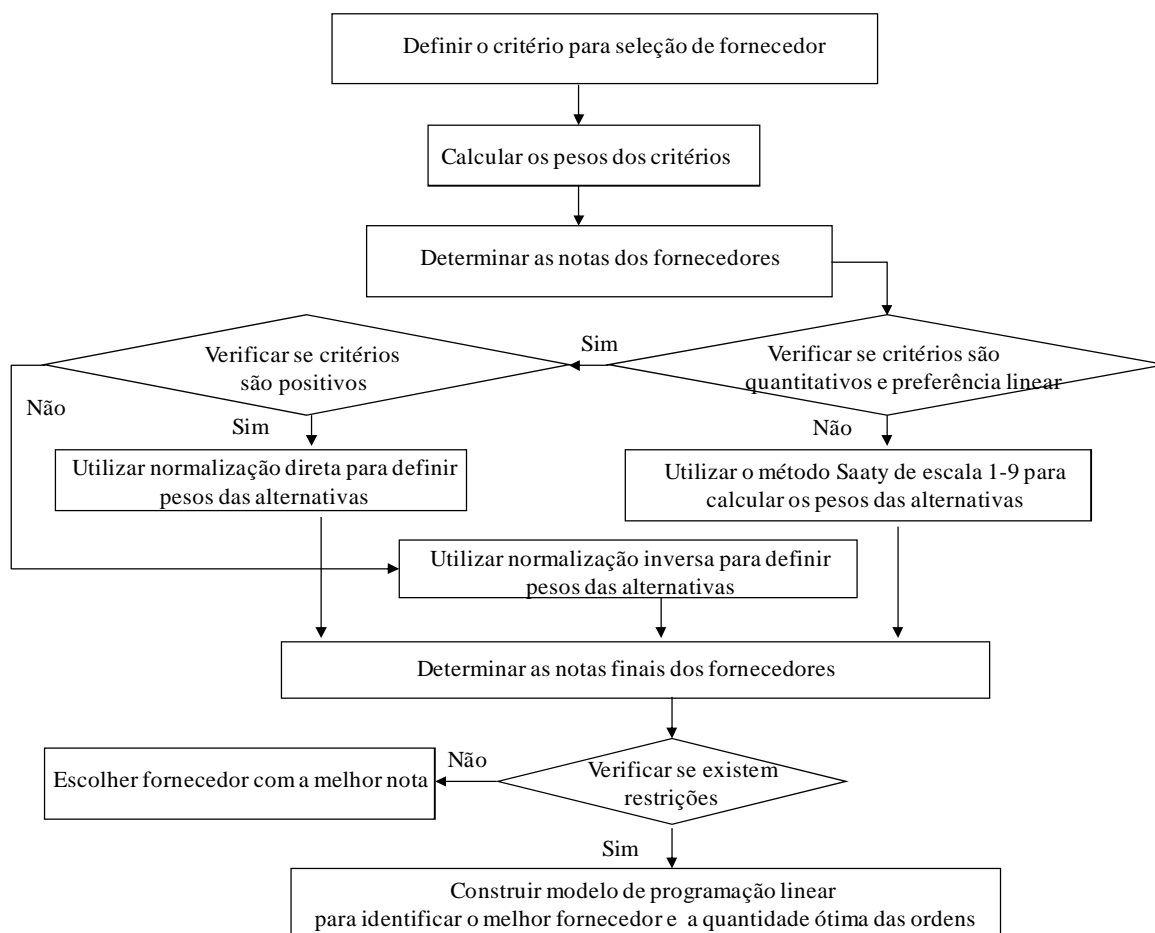 Definir o critério para seleção de fornecedor
Calcular os pesos dos critérios
Determinar as notas dos fornecedores
Sim
Verificar se critérios
são positivos
Verificar se critérios são
quantitativos e preferência linear
Não
Sim
Não
Utilizar normalização direta para definir
pesos das alternativas
Utilizar o método Saaty de escala 1-9 para
calcular os pesos das alternativas
Utilizar normalização inversa para definir
pesos das alternativas
Determinar as notas finais dos fornecedores
Não
Escolher fornecedor com a melhor nota
Verificar se existem
restrições
Sim
Construir modelo de programação linear
para identificar o melhor fornecedor e a quantidade ótima das ordens